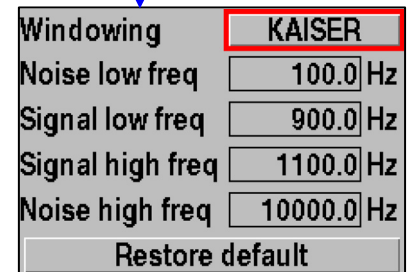 Windowing KAISER
Noise low freq 100.0 Hz
Signal low freq 900.0 Hz
Signal high freq 1100.0 Hz
Noise high freq 10000.0 Hz
Restore default